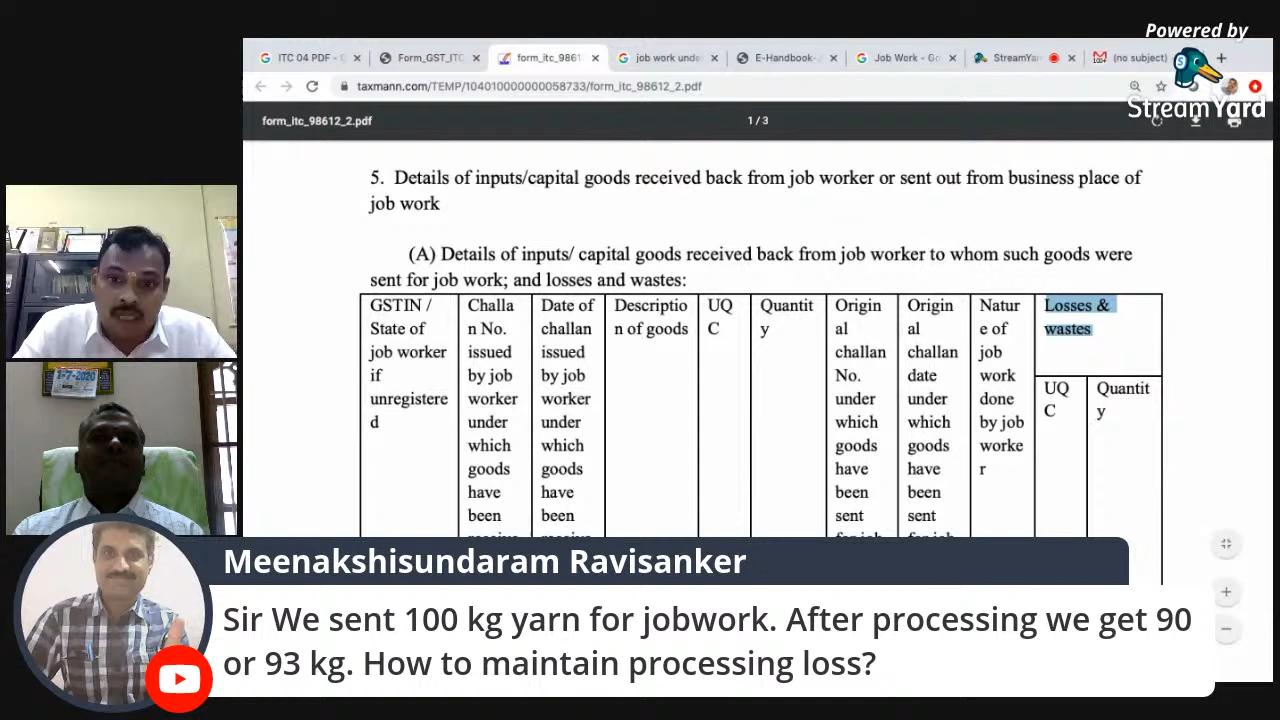 Powered by
StreamYard
ITC 04 PDF - G
Form_GST_ITC
form_itc_9861
job work unde
E-Handbook-
Job Work - Go
StreamYar
(no subject)
taxmann.com/TEMP/104010000000058733/form_itc_98612_2.pdf
form_itc_98612_2.pdf
1 / 3
5. Details of inputs/capital goods received back from job worker or sent out from business place of
job work
(A) Details of inputs/ capital goods received back from job worker to whom such goods were
sent for job work; and losses and wastes:
GSTIN /
State of
job worker
if
unregistere
d
Challa
n No.
issued
by job
worker
under
which
goods
have
been
Date of
challan
issued
by job
worker
under
which
goods
have
been
Descriptio
n of goods
UQ
C
Quantit
y
Origin
al
challan
No.
under
which
goods
have
been
sent
for job
Origin
al
challan
date
under
which
goods
have
been
sent
for job
Natur
e of
job
work
done
by job
worke
r
Losses &
wastes
UQ
C
Quantit
y
1-7-2020
Meenakshisundaram Ravisanker
Sir We sent 100 kg yarn for jobwork. After processing we get 90
or 93 kg. How to maintain processing loss?